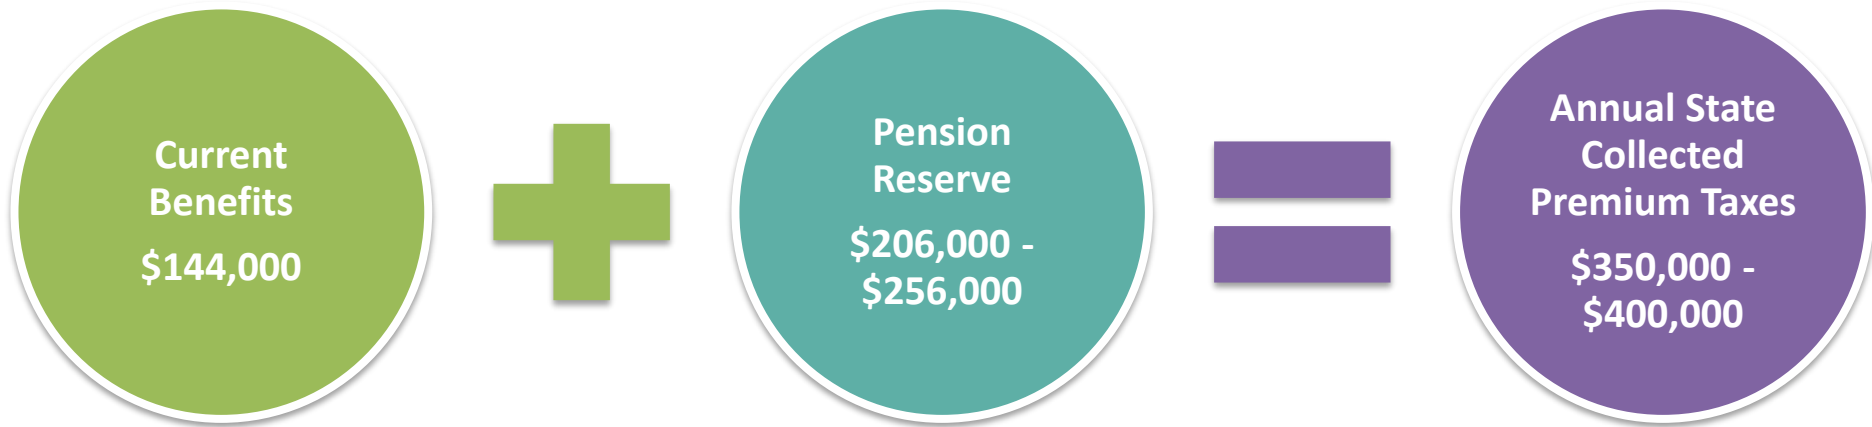 Current
Benefits
$144,000
Pension
Reserve
$206,000 -
$256,000
Annual State
Collected
Premium Taxes
$350,000 -
$400,000